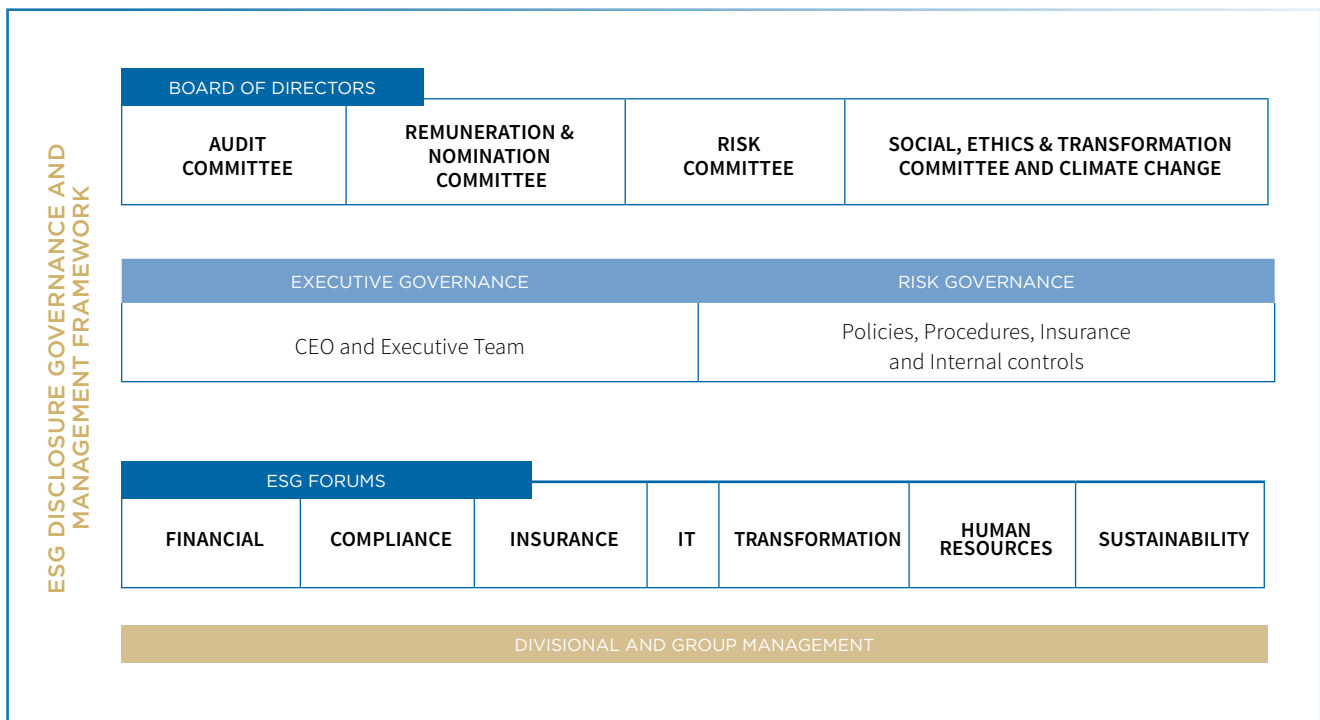 ESG DISCLOSURE GOVERNANCE AND
MANAGEMENT FRAMEWORK
BOARD OF DIRECTORS
AUDIT
COMMITTEE
REMUNERATION &
NOMINATION
COMMITTEE
RISK
COMMITTEE
SOCIAL, ETHICS & TRANSFORMATION
COMMITTEE AND CLIMATE CHANGE
EXECUTIVE GOVERNANCE
RISK GOVERNANCE
CEO and Executive Team
Policies, Procedures, Insurance
and Internal controls
ESG FORUMS
FINANCIAL
COMPLIANCE
INSURANCE
IT
TRANSFORMATION
HUMAN
RESOURCES
SUSTAINABILITY
DIVISIONAL AND GROUP MANAGEMENT